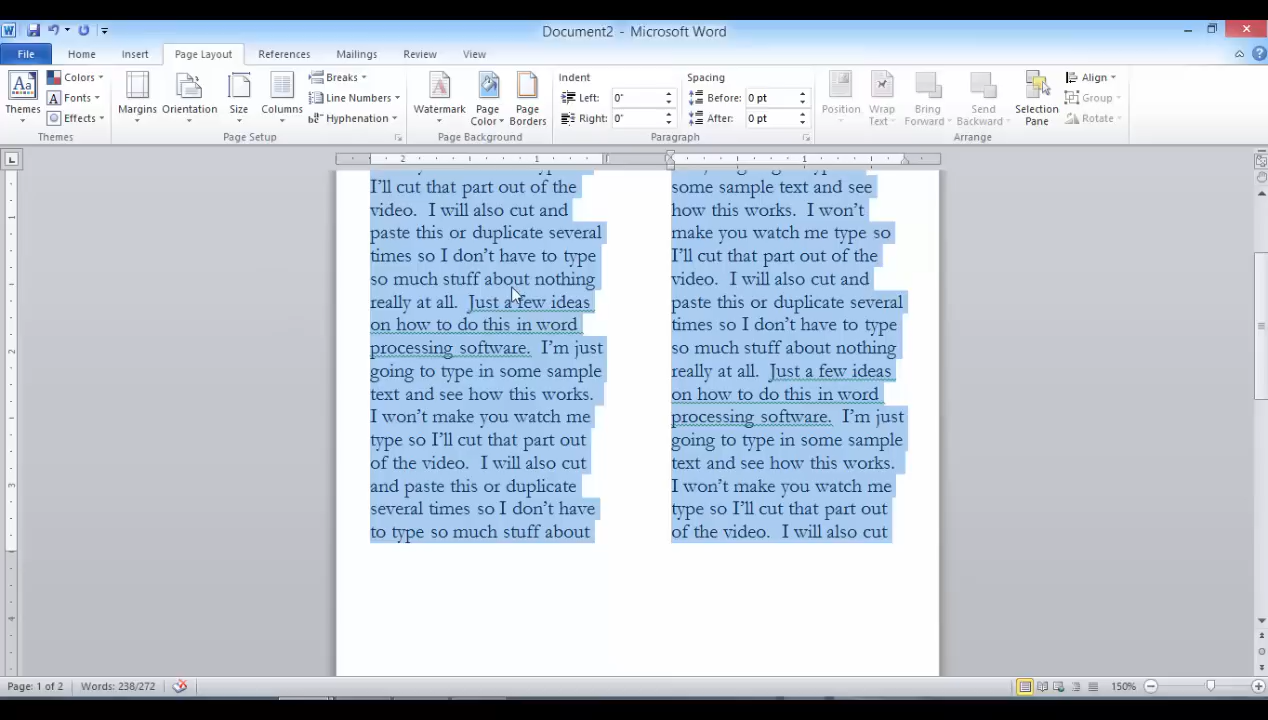 Document2 - Microsoft Word
File Home Insert Page Layout References Mailings Review View
Themes
Colors
Fonts
Effects
Themes
Margins
Orientation
Size
Columns
Breaks
Line Numbers
Hyphenation
Page Setup
Watermark
Page Color
Page Borders
Page Background
Indent
Left: 0"
Right: 0"
Spacing
Before: 0 pt
After: 0 pt
Paragraph
Position
Wrap Text
Bring Forward
Send Backward
Selection Pane
Align
Group
Rotate
Arrange
2 1 1
I'll cut that part out of the
video. I will also cut and
paste this or duplicate several
times so I don't have to type
so much stuff about nothing
really at all. Just a few ideas
on how to do this in word
processing software. I'm just
going to type in some sample
text and see how this works.
I won't make you watch me
type so I'll cut that part out
of the video. I will also cut
and paste this or duplicate
several times so I don't have
to type so much stuff about
some sample text and see
how this works. I won't
make you watch me type so
I'll cut that part out of the
video. I will also cut and
paste this or duplicate several
times so I don't have to type
so much stuff about nothing
really at all. Just a few ideas
on how to do this in word
processing software. I'm just
going to type in some sample
text and see how this works.
I won't make you watch me
type so I'll cut that part out
of the video. I will also cut
1
2
3
4
Page: 1 of 2 Words: 238/272 150%